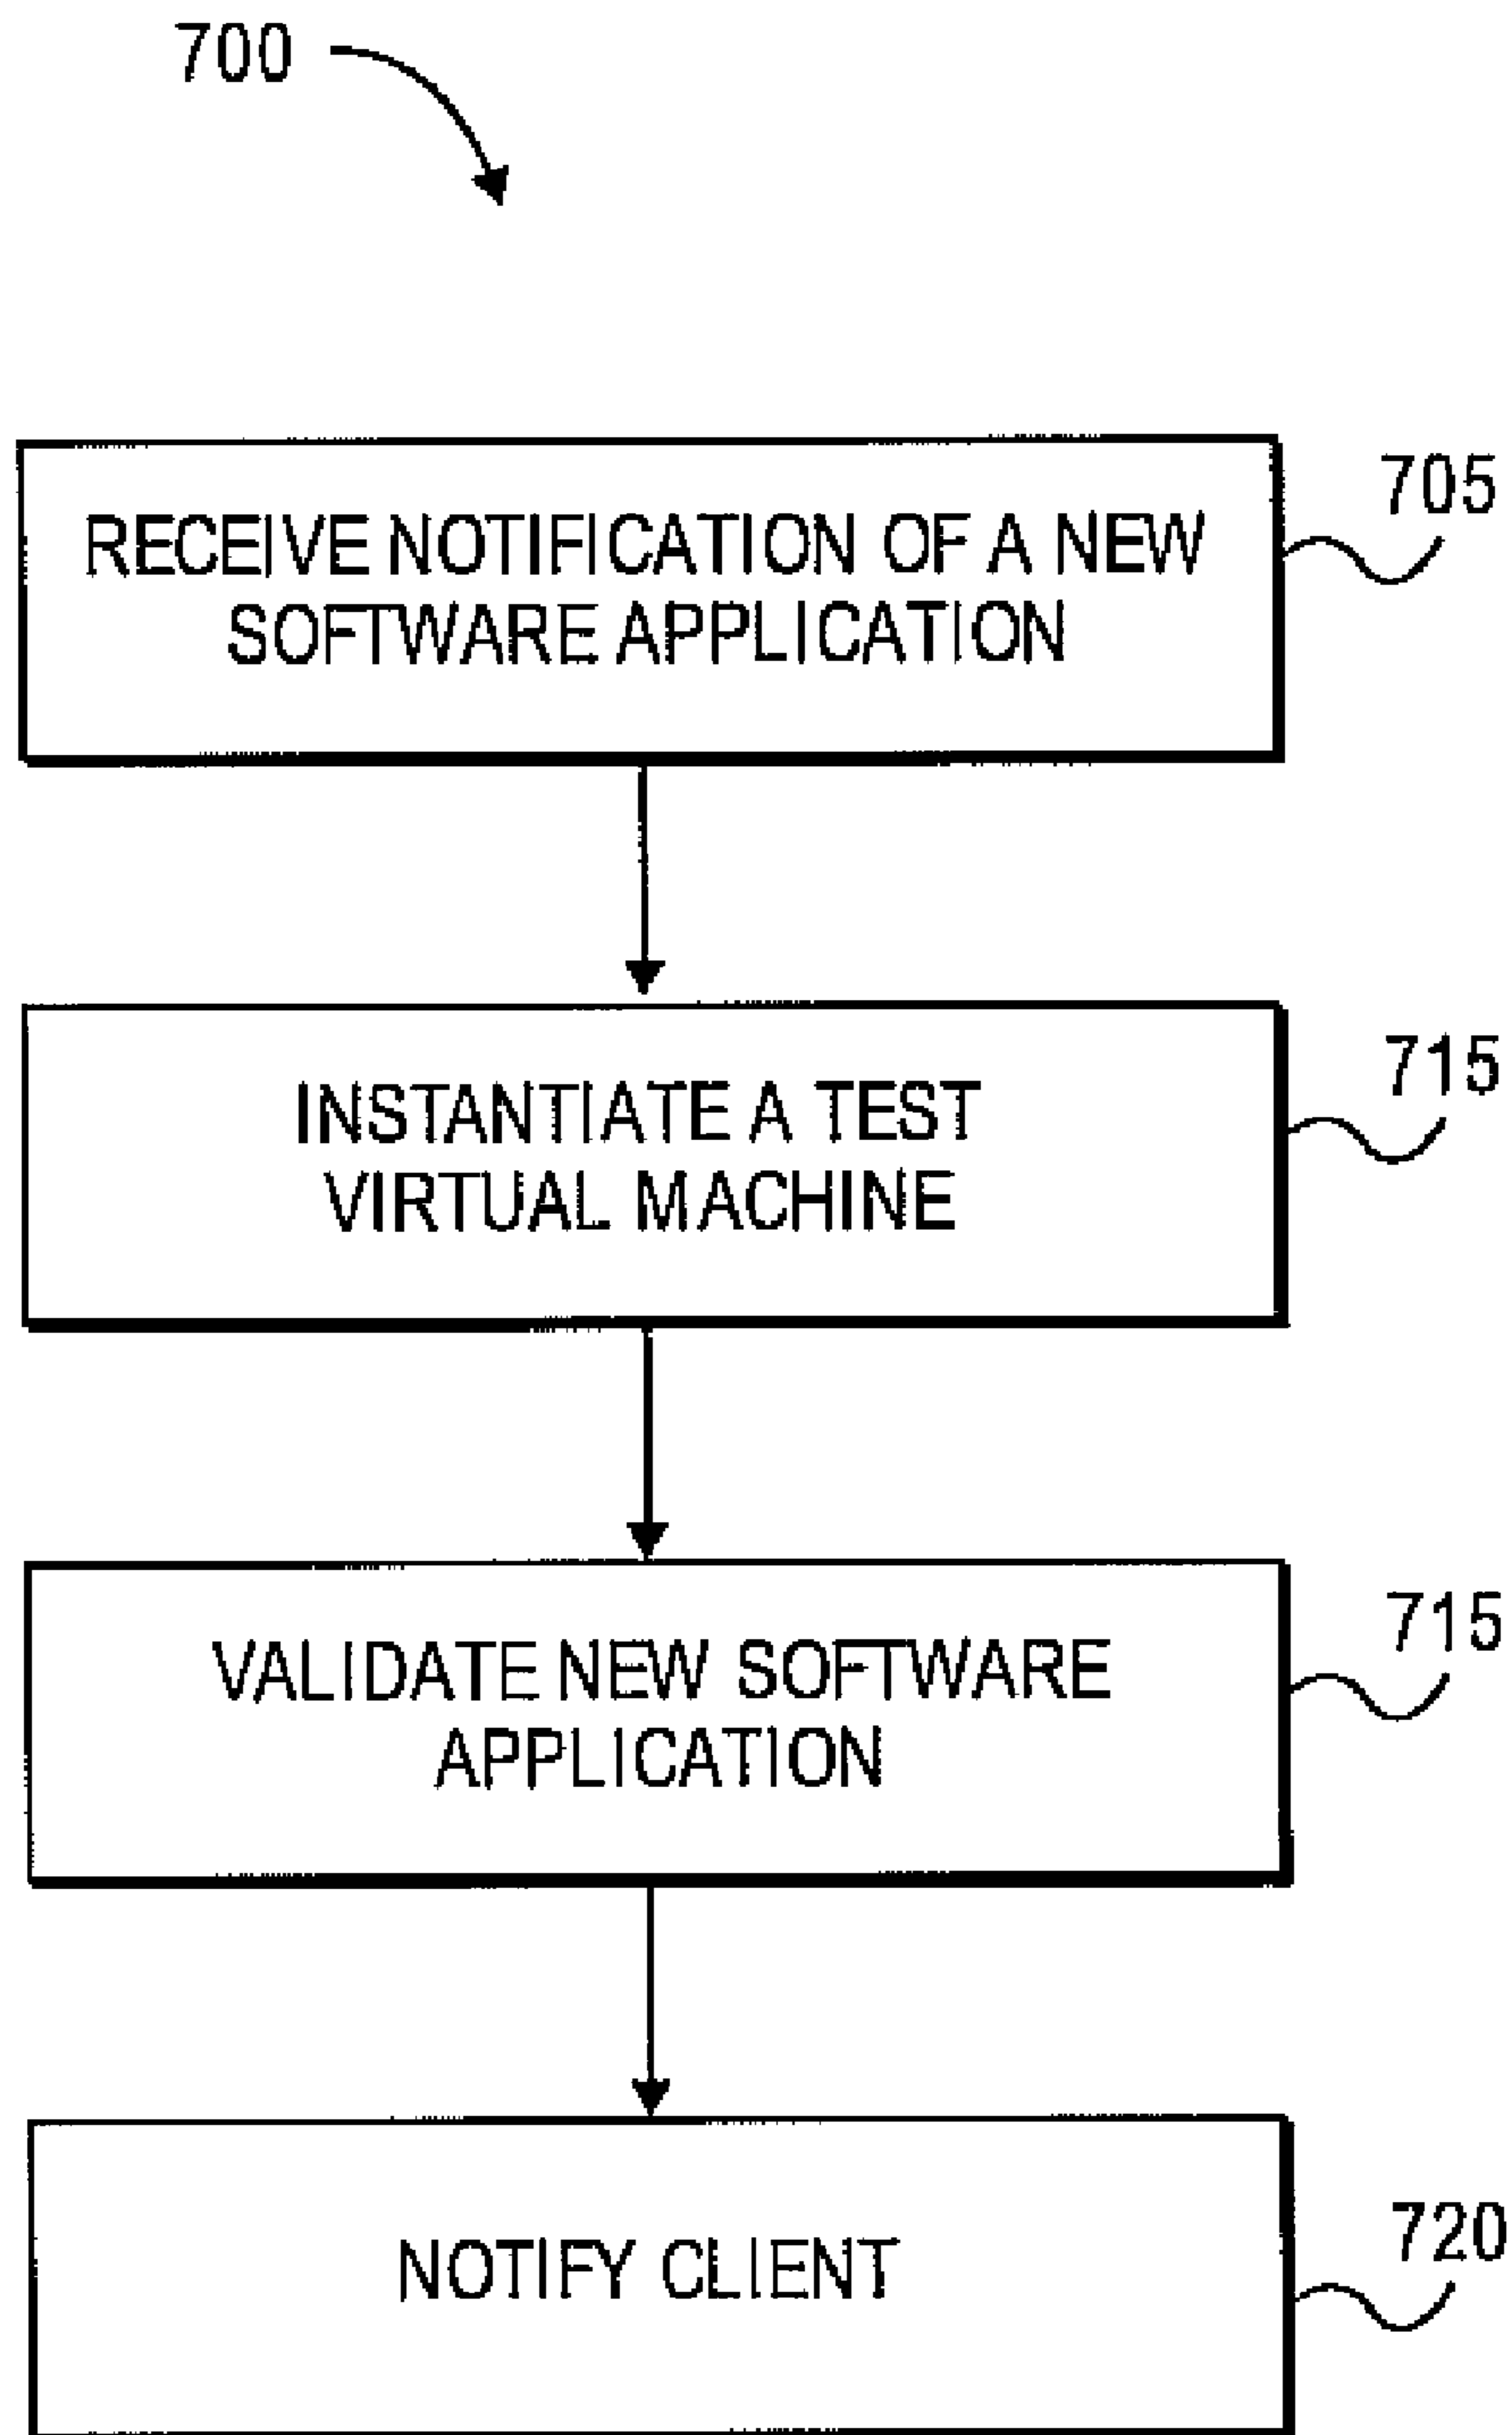 700
705
RECEIVE NOTIFICATION OF A NEW
SOFTWARE APPLICATION
715
INSTANTIATE A TEST
VIRTUAL MACHINE
715
VALIDATE NEW SOFTWARE
APPLICATION
720
NOTIFY CLIENT